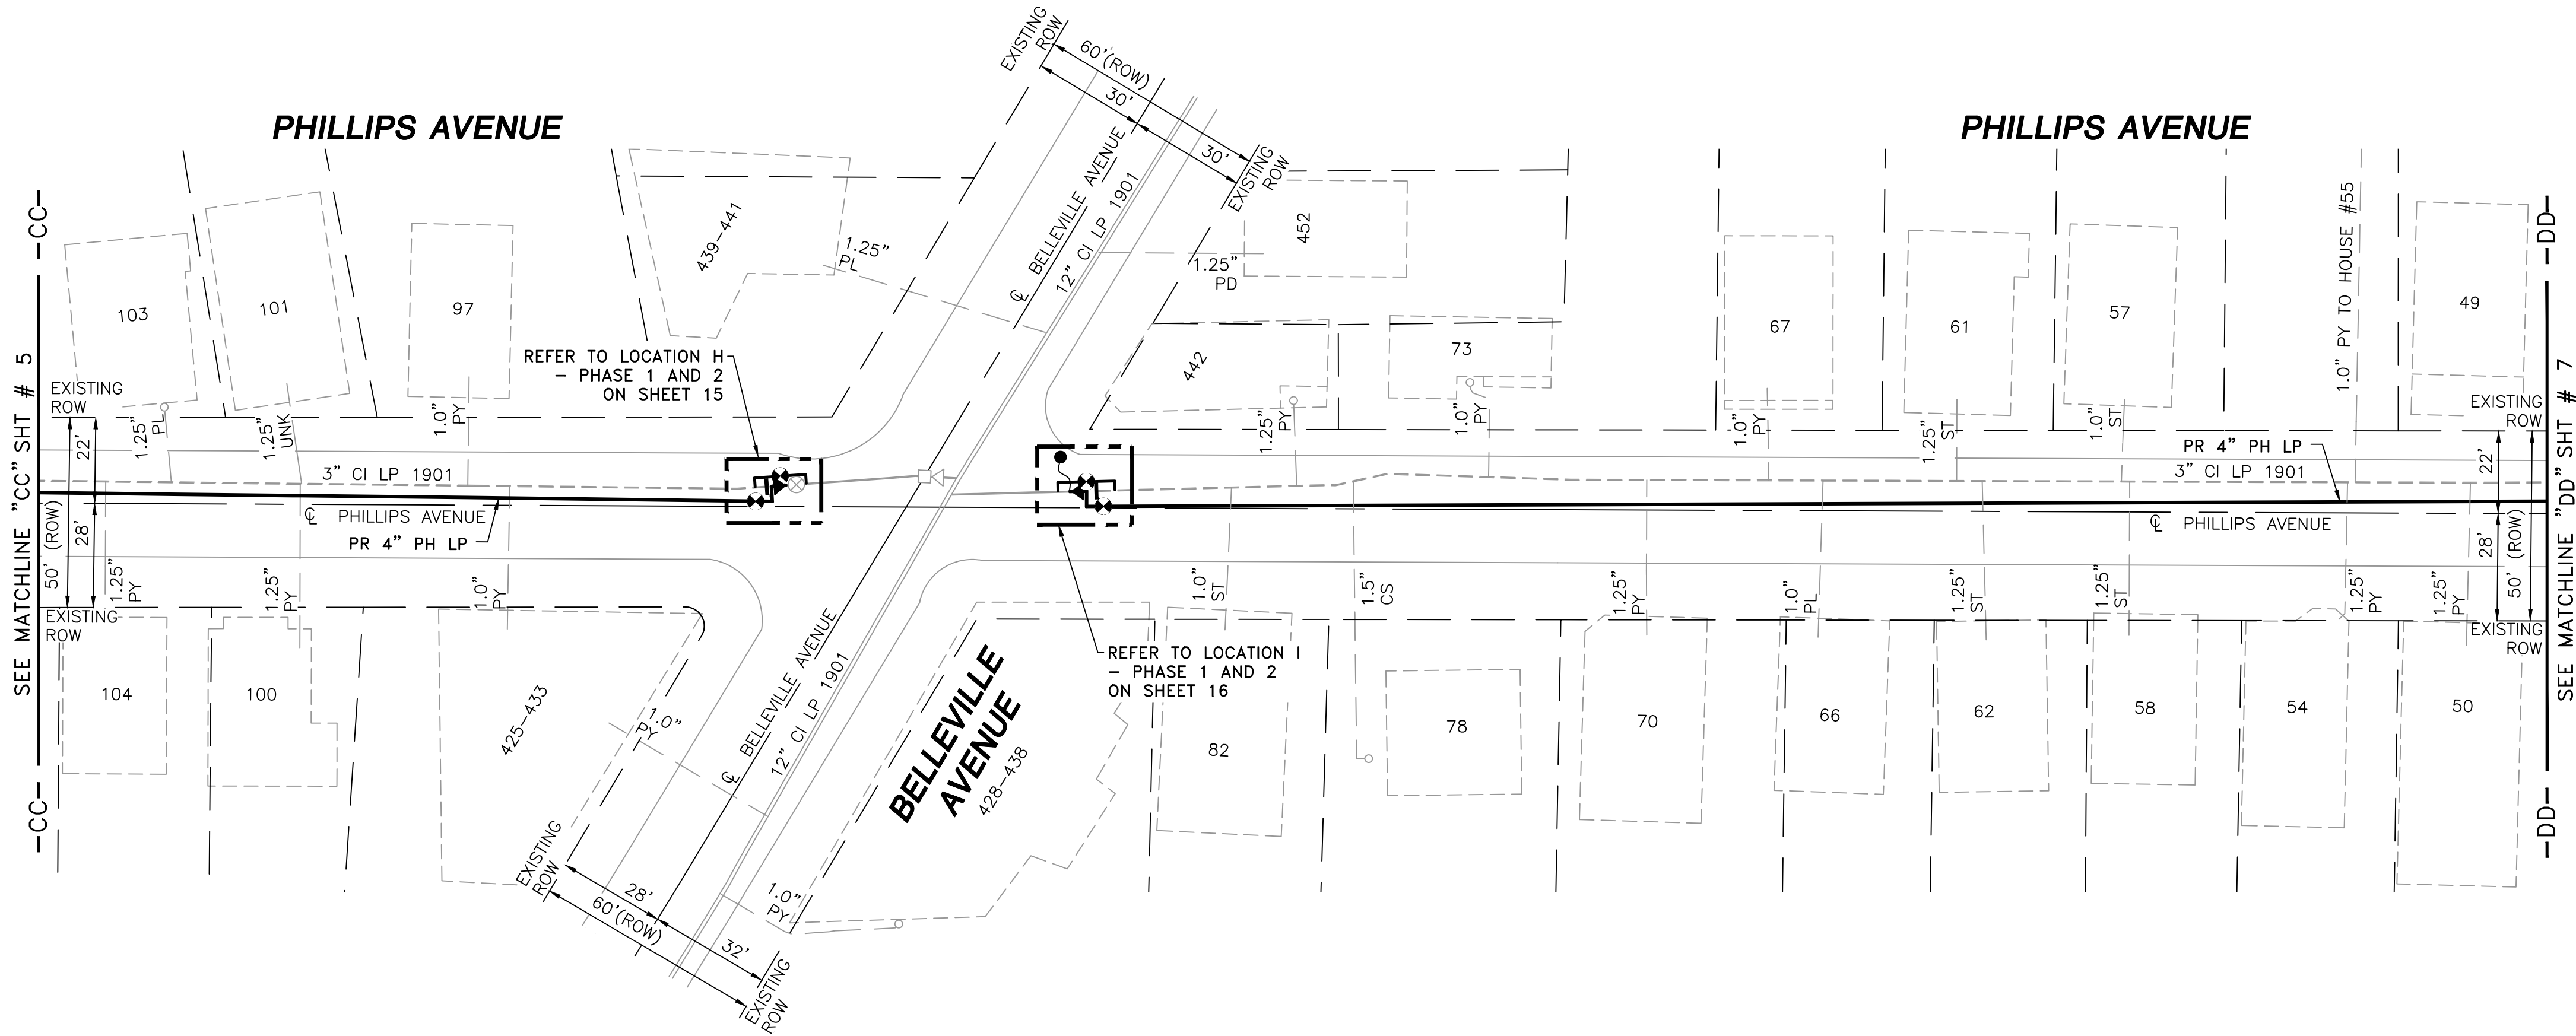 EXISTING
ROW
60'(ROW)
30'
30'
EXISTING
ROW
PHILLIPS AVENUE
PHILLIPS AVENUE
-CC-
-DD-
BELLEVILLE AVENUE
12" CI LP 1901
℄
439-441
1.25"
PL
452
1.25"
PD
1.0" PY TO HOUSE #55
103
101
97
442
73
67
61
57
49
REFER TO LOCATION H
- PHASE 1 AND 2
ON SHEET 15
SEE MATCHLINE "CC" SHT # 5
EXISTING
ROW
22'
1.25"
PL
1.25"
UNK
1.0"
PY
1.25"
PY
1.0"
PY
1.0"
PY
1.25"
ST
1.0"
ST
EXISTING
ROW
22'
SEE MATCHLINE "DD" SHT # 7
PR 4" PH LP
3" CI LP 1901
3" CI LP 1901
℄ PHILLIPS AVENUE
PR 4" PH LP
℄ PHILLIPS AVENUE
50' (ROW)
28'
28'
50' (ROW)
1.25"
PY
1.25"
PY
1.0"
PY
1.0"
ST
1.5"
CS
1.25"
PY
1.0"
PL
1.25"
ST
1.25"
ST
1.25"
PY
1.25"
PY
EXISTING
ROW
EXISTING
ROW
REFER TO LOCATION I
- PHASE 1 AND 2
ON SHEET 16
104
100
425-433
1.0"
PY
℄
BELLEVILLE AVENUE
12" CI LP 1901
BELLEVILLE
AVENUE
428-438
82
78
70
66
62
58
54
50
-CC-
-DD-
EXISTING
ROW
28'
60'(ROW)
32'
1.0"
PY
EXISTING
ROW